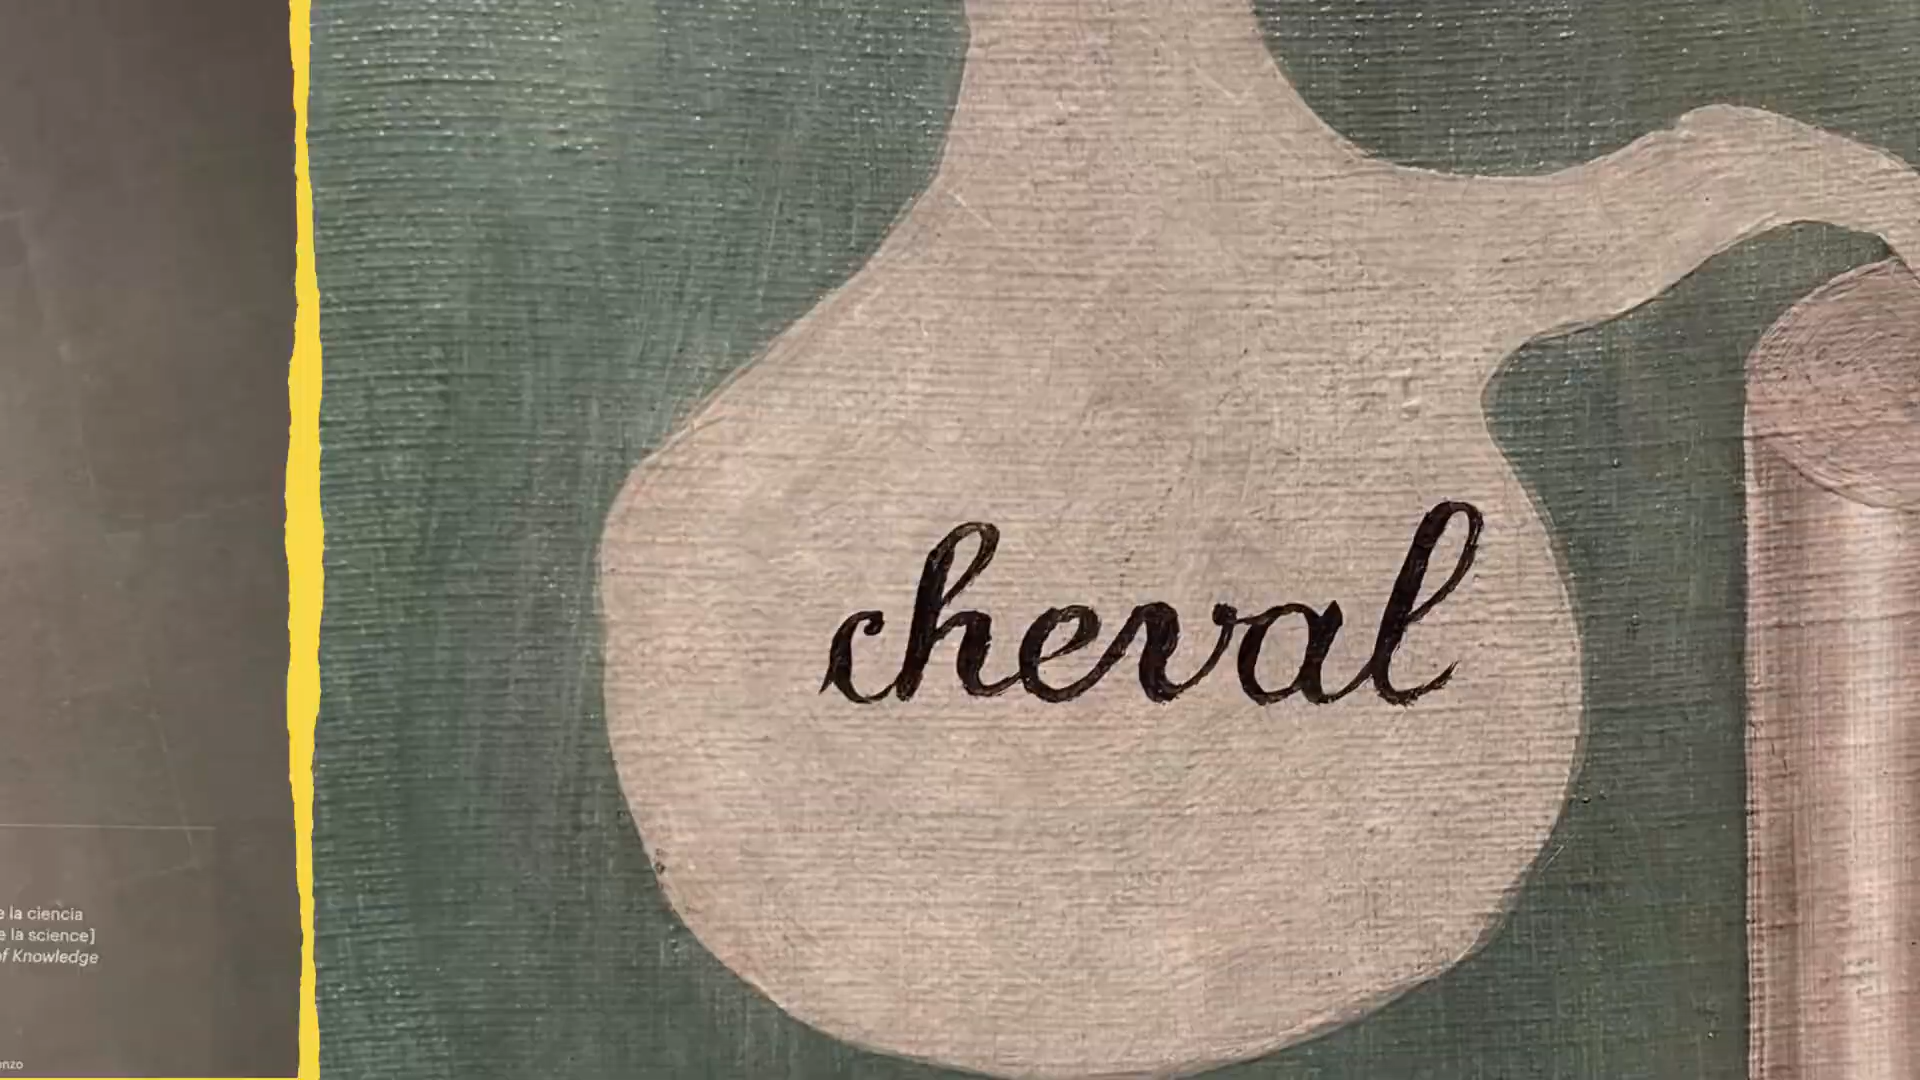 la ciencia
la science]
of Knowledge
cheval